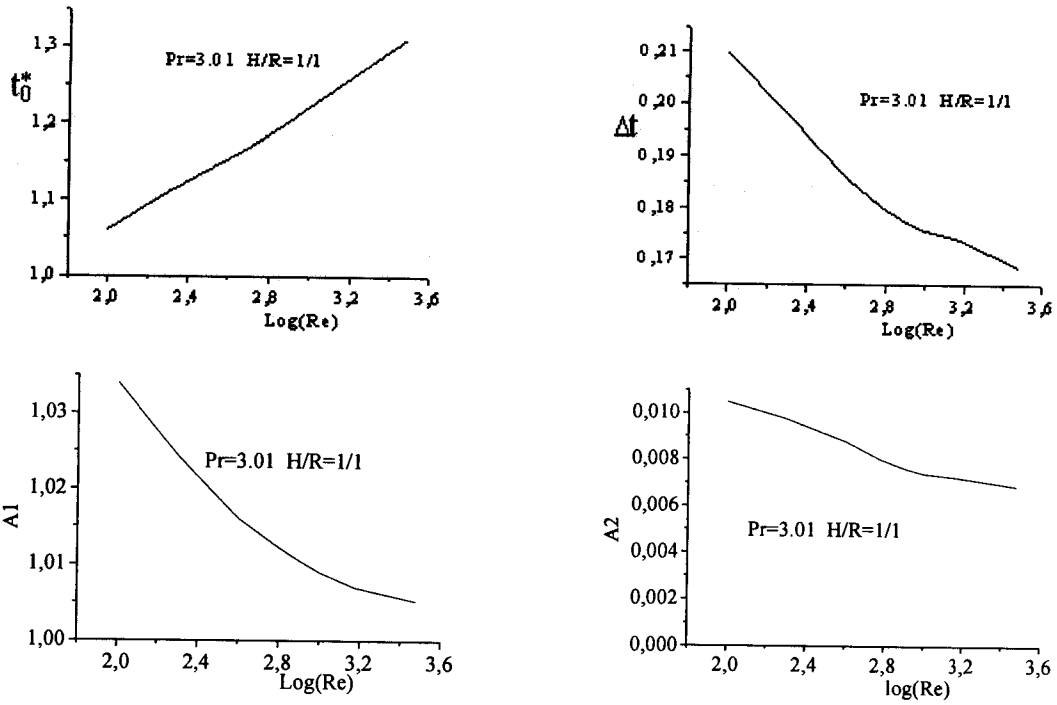 1,3
1,2
1,1
1,0
t₀*
Pr=3.01 H/R=1/1
2,0 2,4 2,8 3,2 3,6
Log(Re)
0,21
0,20
0,19
0,18
0,17
Δt
Pr=3.01 H/R=1/1
2,0 2,4 2,8 3,2 3,6
Log(Re)
1,03
1,02
1,01
1,00
A1
Pr=3.01 H/R=1/1
2,0 2,4 2,8 3,2 3,6
Log(Re)
0,010
0,008
0,006
0,004
0,002
0,000
A2
Pr=3.01 H/R=1/1
2,0 2,4 2,8 3,2 3,6
log(Re)